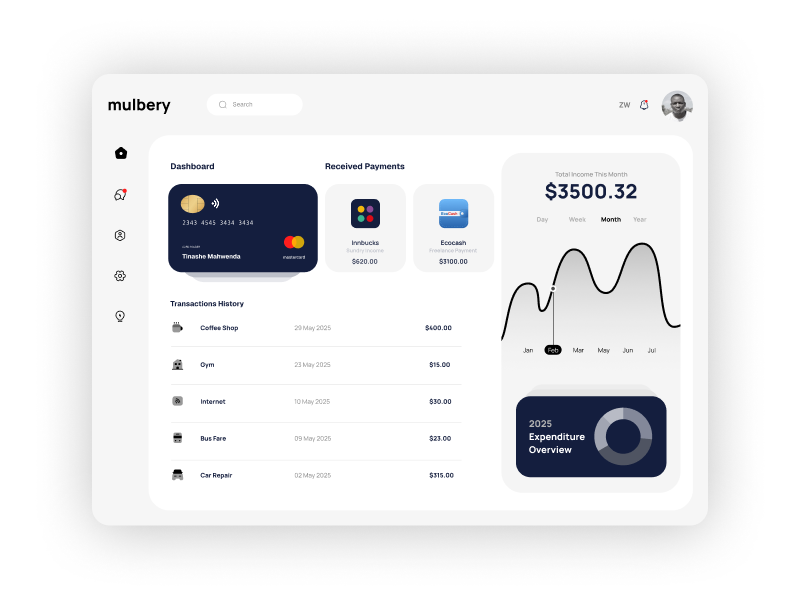 mulbery
Search
ZW
Dashboard
Received Payments
2343 4545 3434 3434
Tinashe Mahwenda
mastercard
Innbucks
Sundry Income
$620.00
EcoCash
Ecocash
Freelance Payment
$3100.00
Transactions History
Coffee Shop 29 May 2025 $400.00
Gym 23 May 2025 $15.00
Internet 10 May 2025 $30.00
Bus Fare 09 May 2025 $23.00
Car Repair 02 May 2025 $315.00
Total Income This Month
$3500.32
Day Week Month Year
Jan Feb Mar May Jun Jul
2025
Expenditure
Overview